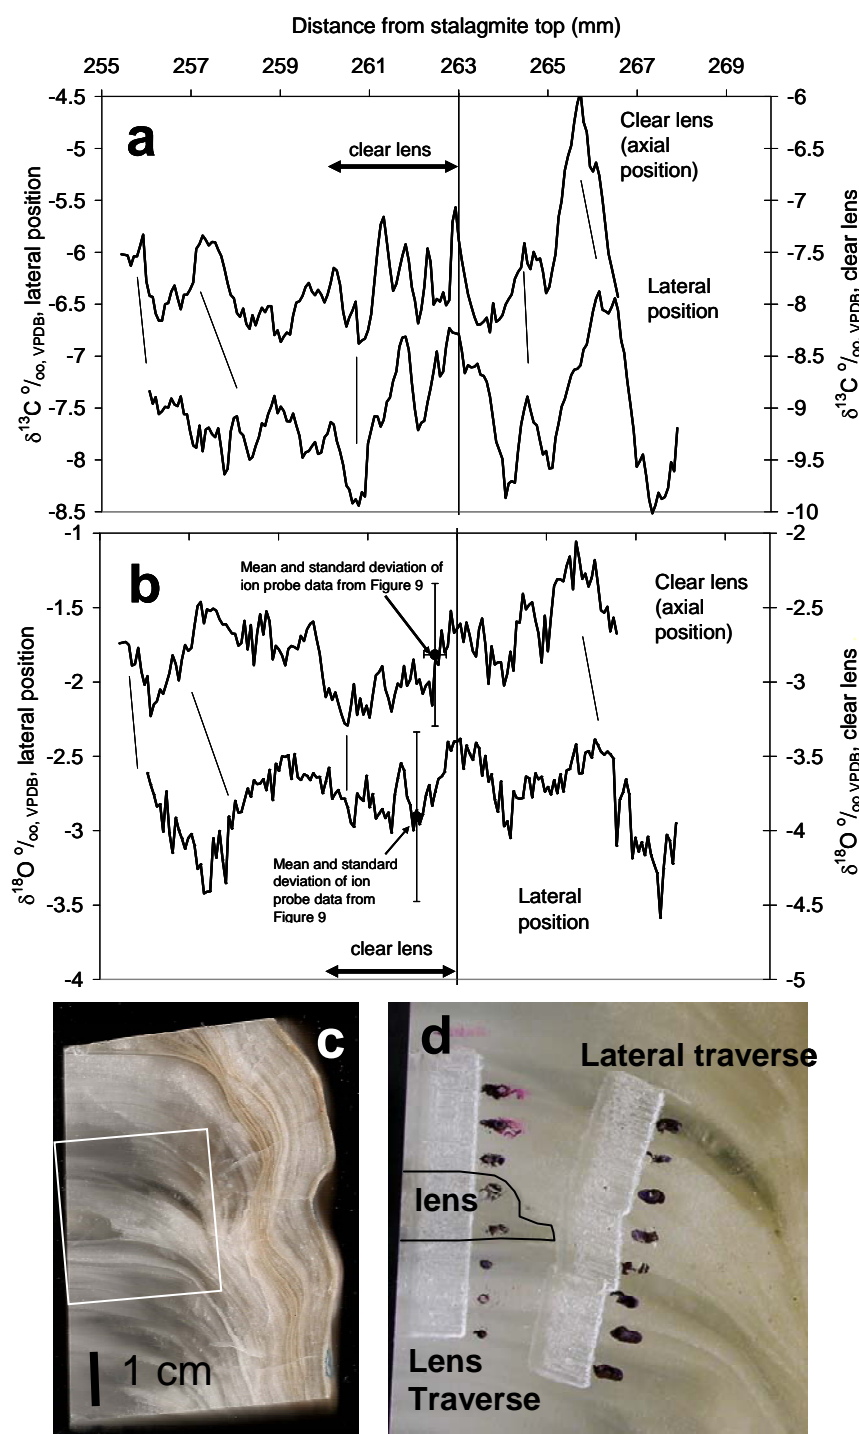 Distance from stalagmite top (mm)
255 257 259 261 263 265 267 269
-4.5
-5
-5.5
-6
-6.5
-7
-7.5
-8
-8.5
δ13C o/oo, VPDB, lateral position
a
clear lens
Clear lens
(axial
position)
Lateral
position
-6
-6.5
-7
-7.5
-8
-8.5
-9
-9.5
-10
δ13C o/oo, VPDB, clear lens
-1
-1.5
-2
-2.5
-3
-3.5
-4
δ18O o/oo, VPDB, lateral position
b
Mean and standard deviation of
ion probe data from Figure 9
Clear lens
(axial
position)
Mean and standard
deviation of ion
probe data from
Figure 9
Lateral
position
clear lens
-2
-2.5
-3
-3.5
-4
-4.5
-5
δ18O o/oo, VPDB, clear lens
c
1 cm
d
Lateral traverse
lens
Lens
Traverse